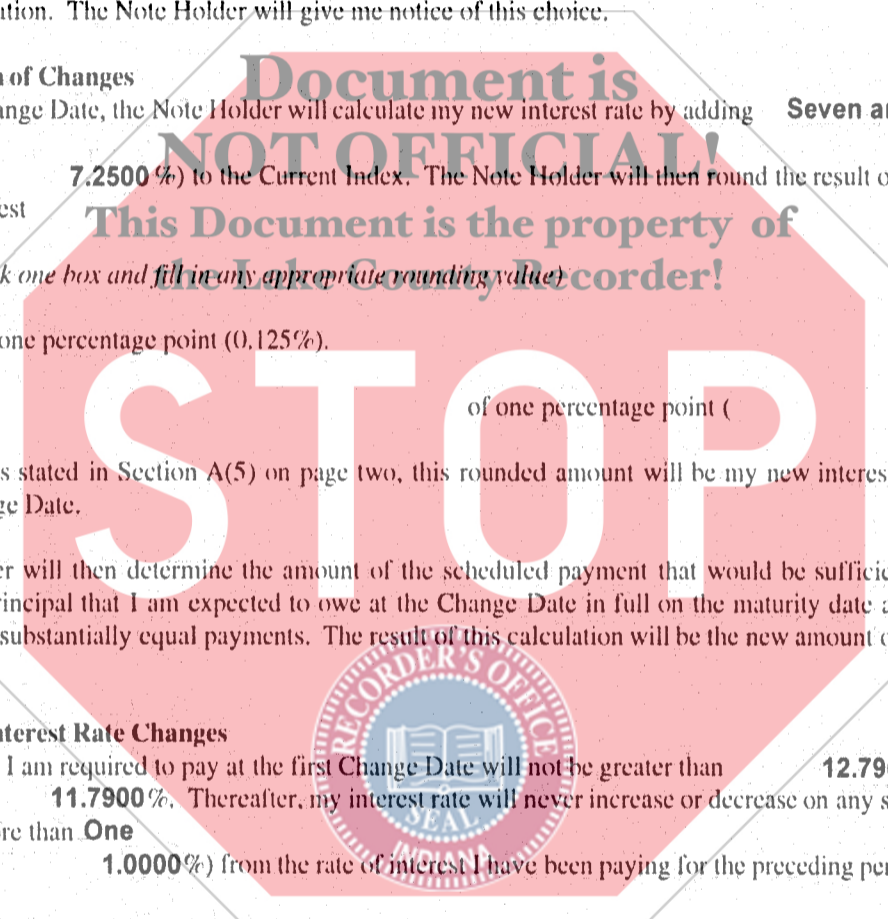 ation. The Note Holder will give me notice of this choice.
Document is
of Changes
ange Date, the Note Holder will calculate my new interest rate by adding Seven an
NOT OFFICIAL!
7.2500 %) to the Current Index. The Note Holder will then round the result o
est
This Document is the property of
k one box and fill in any appropriate rounding value)
the Lake County Recorder!
one percentage point (0.125%).
STOP
of one percentage point (
s stated in Section A(5) on page two, this rounded amount will be my new interes
ge Date.
er will then determine the amount of the scheduled payment that would be sufficie
rincipal that I am expected to owe at the Change Date in full on the maturity date a
substantially equal payments. The result of this calculation will be the new amount o
RECORDER'S OFFICE
nterest Rate Changes
I am required to pay at the first Change Date will not be greater than 12.790
11.7900 %. Thereafter, my interest rate will never increase or decrease on any s
SEAL
re than One
INDIANA
1.0000 %) from the rate of interest I have been paying for the preceding per